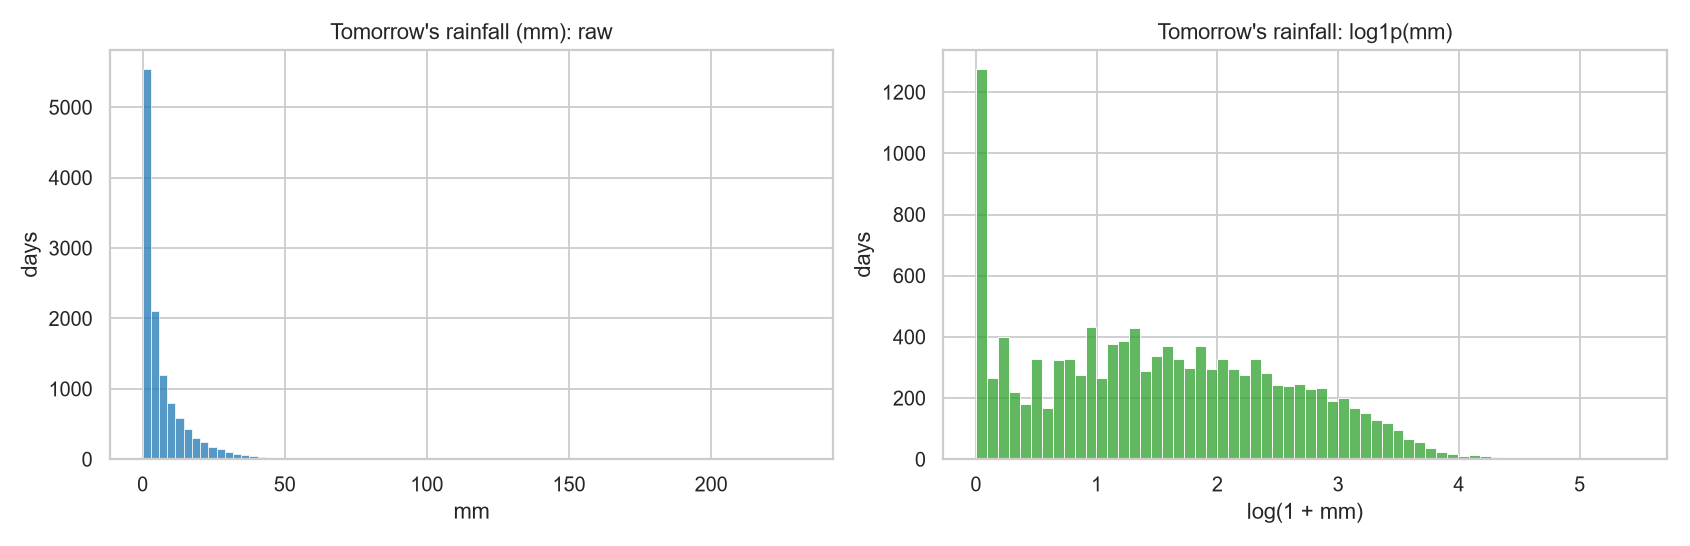 Tomorrow's rainfall (mm): raw
days
5000
4000
3000
2000
1000
0
0 50 100 150 200
mm
Tomorrow's rainfall: log1p(mm)
days
1200
1000
800
600
400
200
0
0 1 2 3 4 5
log(1 + mm)